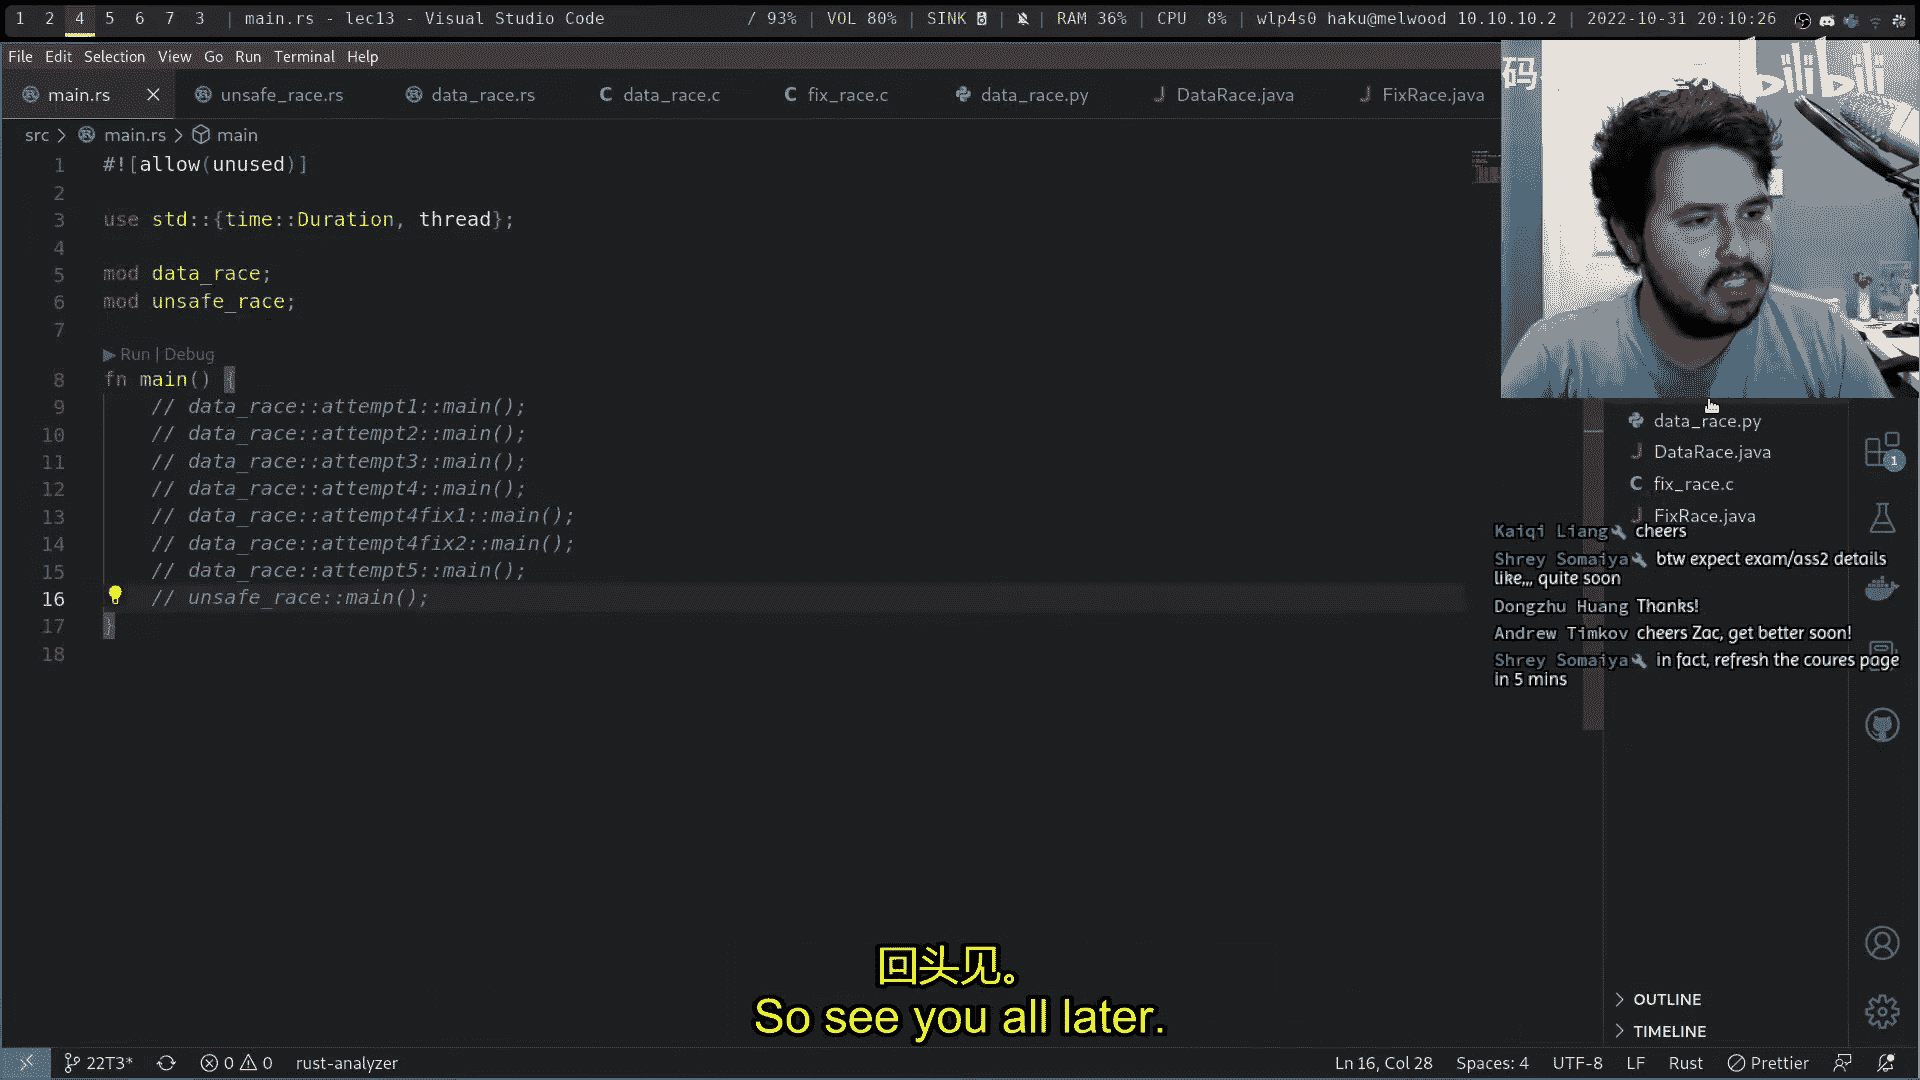 1 2 4 5 6 7 3 | main.rs - lec13 - Visual Studio Code
/ 93% | VOL 80% | SINK | | RAM 36% | CPU 8% | wlp4s0 haku@melwood 10.10.10.2 | 2022-10-31 20:10:26
File Edit Selection View Go Run Terminal Help
main.rs unsafe_race.rs data_race.rs C data_race.c C fix_race.c data_race.py J DataRace.java J FixRace.java
码 bilibili
src > main.rs > main
1 #![allow(unused)]
2
3 use std::{time::Duration, thread};
4
5 mod data_race;
6 mod unsafe_race;
7
▶ Run | Debug
8 fn main() {
9 // data_race::attempt1::main();
10 // data_race::attempt2::main();
11 // data_race::attempt3::main();
12 // data_race::attempt4::main();
13 // data_race::attempt4fix1::main();
14 // data_race::attempt4fix2::main();
15 // data_race::attempt5::main();
16 // unsafe_race::main();
17 }
18
data_race.py
J DataRace.java
C fix_race.c
J FixRace.java
1
Kaiqi Liang cheers
Shrey Somaiya btw expect exam/ass2 details
like,,, quite soon
Dongzhu Huang Thanks!
Andrew Timkov cheers Zac, get better soon!
Shrey Somaiya in fact, refresh the coures page
in 5 mins
回头见。
So see you all later.
> OUTLINE
> TIMELINE
22T3* 0 0 rust-analyzer
Ln 16, Col 28 Spaces: 4 UTF-8 LF Rust Prettier